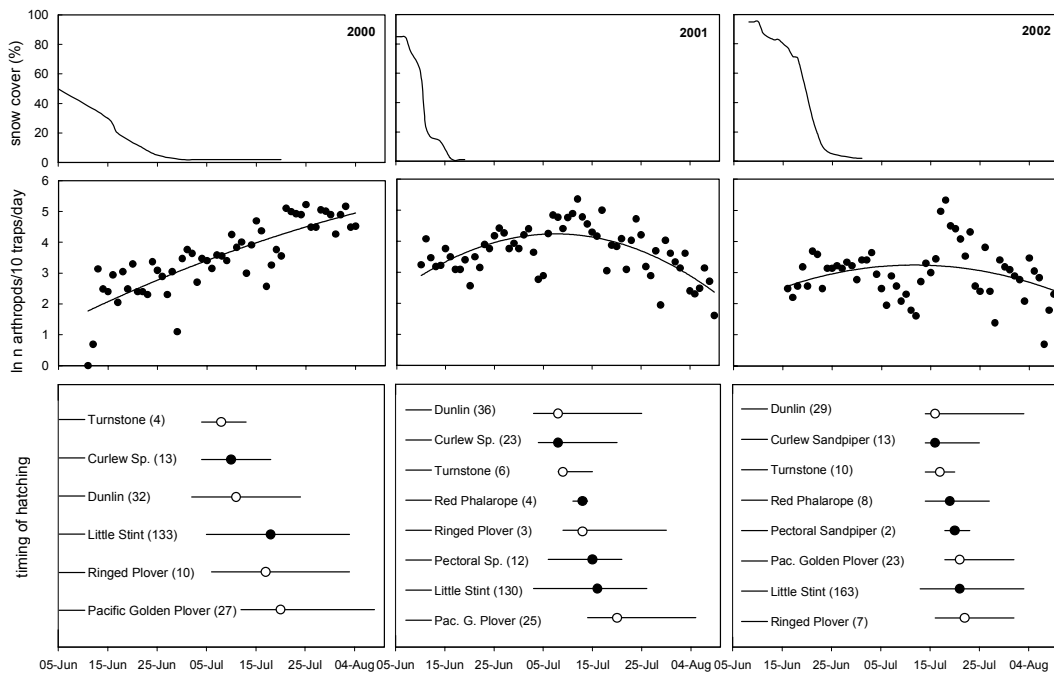 2000
2001
2002
snow cover (%)
100
80
60
40
20
0
ln n arthropds/10 traps/day
6
5
4
3
2
1
0
timing of hatching
Turnstone (4)
Curlew Sp. (13)
Dunlin (32)
Little Stint (133)
Ringed Plover (10)
Pacific Golden Plover (27)
Dunlin (36)
Curlew Sp. (23)
Turnstone (6)
Red Phalarope (4)
Ringed Plover (3)
Pectoral Sp. (12)
Little Stint (130)
Pac. G. Plover (25)
Dunlin (29)
Curlew Sandpiper (13)
Turnstone (10)
Red Phalarope (8)
Pectoral Sandpiper (2)
Pac. Golden Plover (23)
Little Stint (163)
Ringed Plover (7)
05-Jun 15-Jun 25-Jun 05-Jul 15-Jul 25-Jul 04-Aug 05-Jun 15-Jun 25-Jun 05-Jul 15-Jul 25-Jul 04-Aug 05-Jun 15-Jun 25-Jun 05-Jul 15-Jul 25-Jul 04-Aug